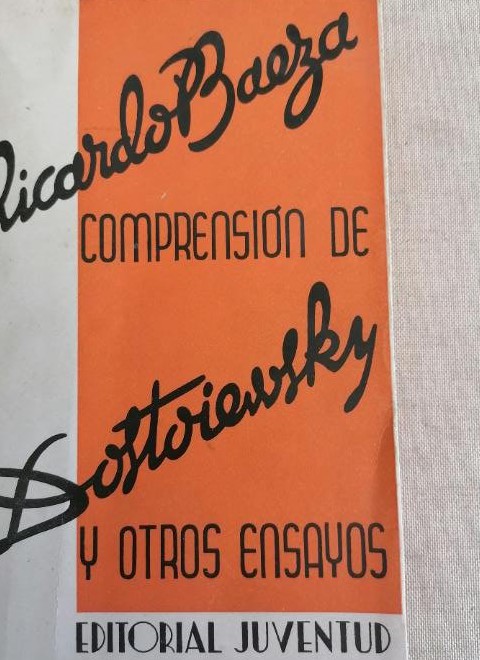 Ricardo Baeza
COMPRENSIÓN DE
Dostoiewsky
Y OTROS ENSAYOS
EDITORIAL JUVENTUD